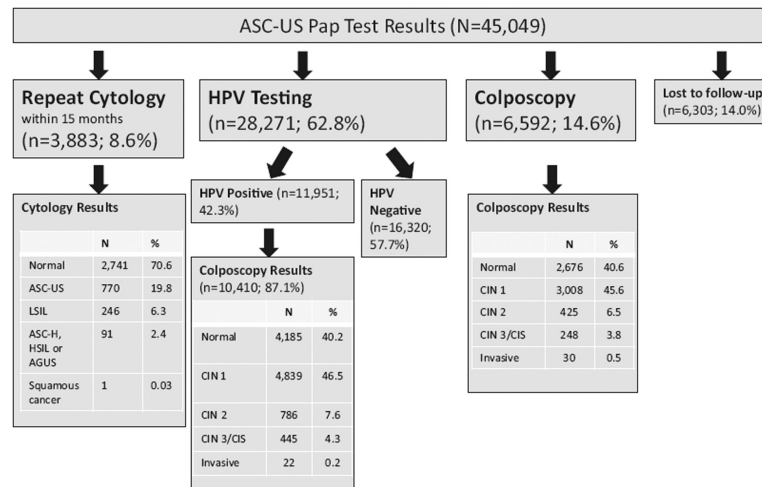 ASC-US Pap Test Results (N=45,049)
Repeat Cytology
within 15 months
(n=3,883; 8.6%)
HPV Testing
(n=28,271; 62.8%)
Colposcopy
(n=6,592; 14.6%)
Lost to follow-up
(n=6,303; 14.0%)
HPV Positive (n=11,951;
42.3%)
HPV
Negative
(n=16,320;
57.7%)
Cytology Results
N %
Normal 2,741 70.6
ASC-US 770 19.8
LSIL 246 6.3
ASC-H, 91 2.4
HSIL or
AGUS
Squamous 1 0.03
cancer
Colposcopy Results
(n=10,410; 87.1%)
N %
Normal 4,185 40.2
CIN 1 4,839 46.5
CIN 2 786 7.6
CIN 3/CIS 445 4.3
Invasive 22 0.2
Colposcopy Results
N %
Normal 2,676 40.6
CIN 1 3,008 45.6
CIN 2 425 6.5
CIN 3/CIS 248 3.8
Invasive 30 0.5